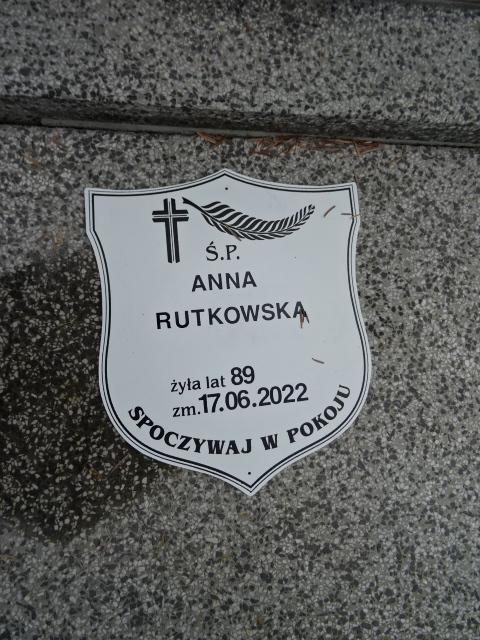 Ś.P.
ANNA
RUTKOWSKA
żyła lat 89
zm. 17.06.2022
SPOCZYWAJ W POKOJU